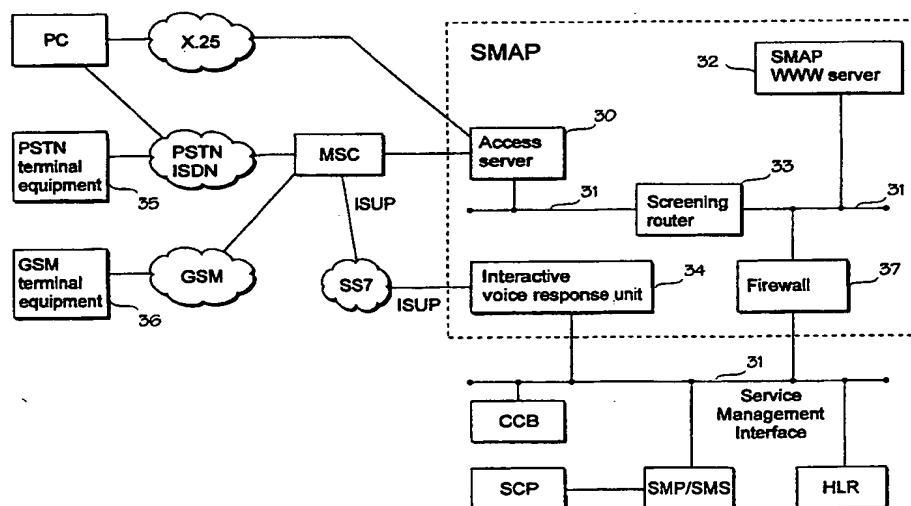 PC
X.25
SMAP
32
SMAP
WWW server
30
Access
server
PSTN
terminal
equipment
35
PSTN
ISDN
MSC
31
33
Screening
router
31
ISUP
GSM
terminal
equipment
36
GSM
SS7
ISUP
Interactive
voice response unit
34
Firewall
37
31
Service
Management
Interface
CCB
SCP
SMP/SMS
HLR